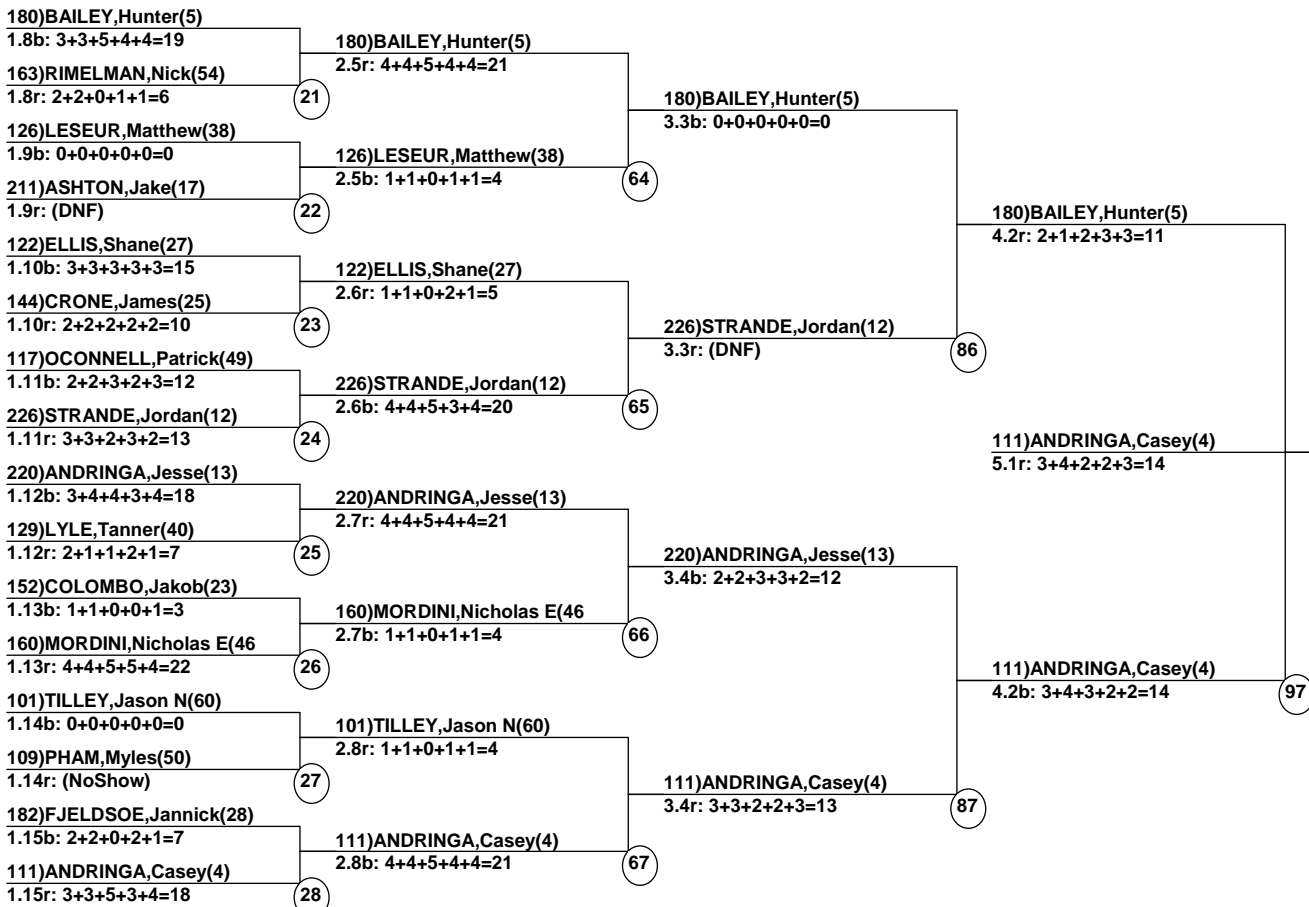 180)BAILEY,Hunter(5)
1.8b: 3+3+5+4+4=19
163)RIMELMAN,Nick(54)
1.8r: 2+2+0+1+1=6
21
126)LESEUR,Matthew(38)
1.9b: 0+0+0+0+0=0
211)ASHTON,Jake(17)
1.9r: (DNF)
22
122)ELLIS,Shane(27)
1.10b: 3+3+3+3+3=15
144)CRONE,James(25)
1.10r: 2+2+2+2+2=10
23
117)OCONNELL,Patrick(49)
1.11b: 2+2+3+2+3=12
226)STRANDE,Jordan(12)
1.11r: 3+3+2+3+2=13
24
220)ANDRINGA,Jesse(13)
1.12b: 3+4+4+3+4=18
129)LYLE,Tanner(40)
1.12r: 2+1+1+2+1=7
25
152)COLOMBO,Jakob(23)
1.13b: 1+1+0+0+1=3
160)MORDINI,Nicholas E(46
1.13r: 4+4+5+5+4=22
26
101)TILLEY,Jason N(60)
1.14b: 0+0+0+0+0=0
109)PHAM,Myles(50)
1.14r: (NoShow)
27
182)FJELDSOE,Jannick(28)
1.15b: 2+2+0+2+1=7
111)ANDRINGA,Casey(4)
1.15r: 3+3+5+3+4=18
28
180)BAILEY,Hunter(5)
2.5r: 4+4+5+4+4=21
126)LESEUR,Matthew(38)
2.5b: 1+1+0+1+1=4
64
122)ELLIS,Shane(27)
2.6r: 1+1+0+2+1=5
226)STRANDE,Jordan(12)
2.6b: 4+4+5+3+4=20
65
220)ANDRINGA,Jesse(13)
2.7r: 4+4+5+4+4=21
160)MORDINI,Nicholas E(46
2.7b: 1+1+0+1+1=4
66
101)TILLEY,Jason N(60)
2.8r: 1+1+0+1+1=4
111)ANDRINGA,Casey(4)
2.8b: 4+4+5+4+4=21
67
180)BAILEY,Hunter(5)
3.3b: 0+0+0+0+0=0
226)STRANDE,Jordan(12)
3.3r: (DNF)
86
220)ANDRINGA,Jesse(13)
3.4b: 2+2+3+3+2=12
111)ANDRINGA,Casey(4)
3.4r: 3+3+2+2+3=13
87
180)BAILEY,Hunter(5)
4.2r: 2+1+2+3+3=11
111)ANDRINGA,Casey(4)
4.2b: 3+4+3+2+2=14
97
111)ANDRINGA,Casey(4)
5.1r: 3+4+2+2+3=14